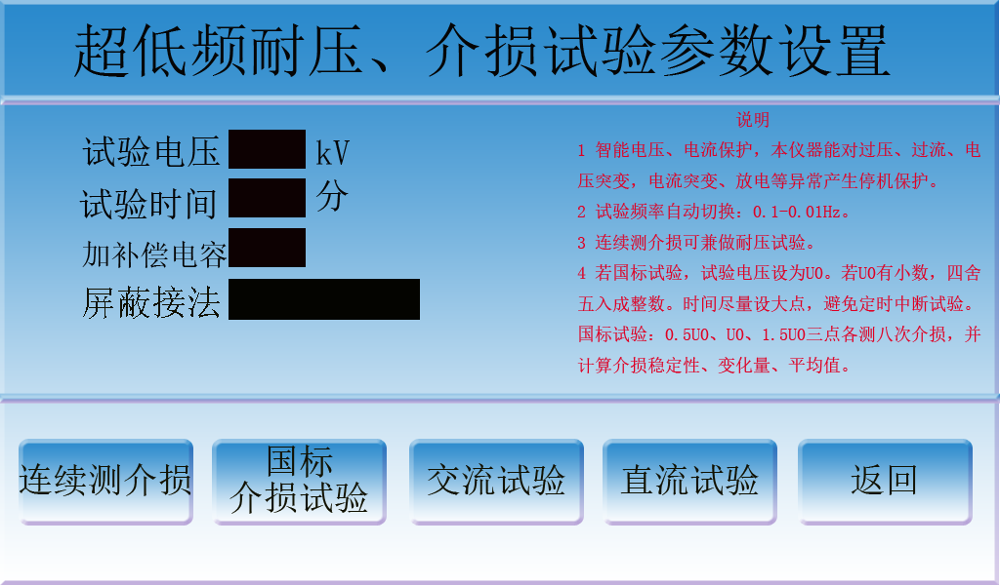 超低频耐压、介损试验参数设置
试验电压 kV
试验时间 分
加补偿电容
屏蔽接法
说明
1 智能电压、电流保护，本仪器能对过压、过流、电
压突变，电流突变、放电等异常产生停机保护。
2 试验频率自动切换：0.1-0.01Hz。
3 连续测介损可兼做耐压试验。
4 若国标试验，试验电压设为U0。若U0有小数，四舍
五入成整数。时间尽量设大点，避免定时中断试验。
国标试验：0.5U0、U0、1.5U0三点各测八次介损，并
计算介损稳定性、变化量、平均值。
连续测介损
国标
介损试验
交流试验
直流试验
返回